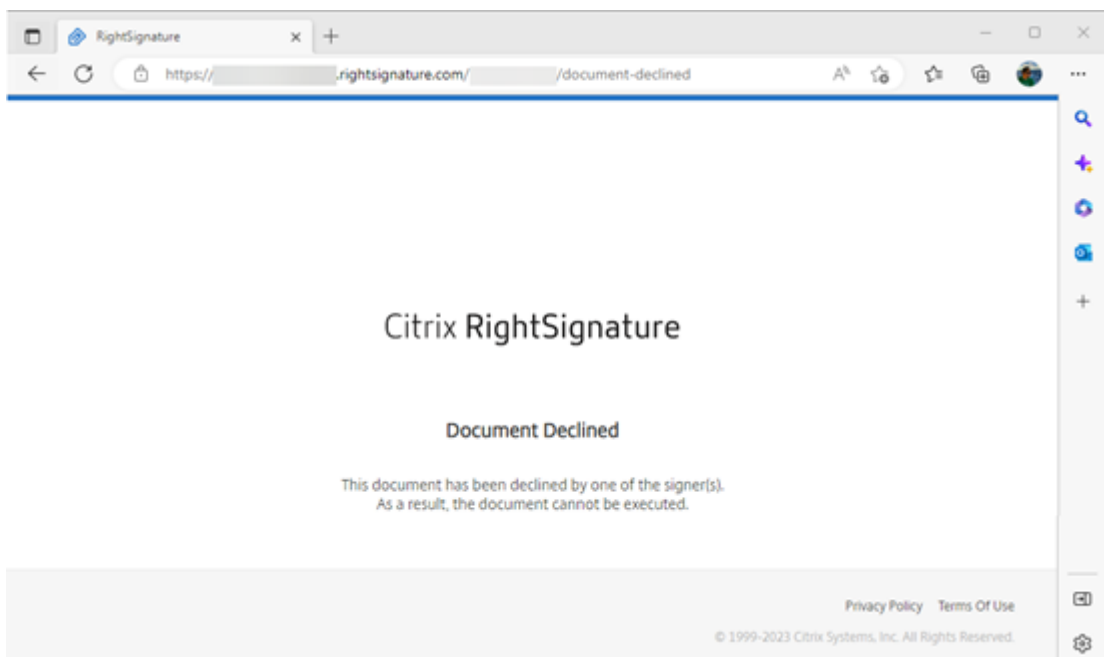 RightSignature
https:// .rightsignature.com/ /document-declined
Citrix RightSignature
Document Declined
This document has been declined by one of the signer(s).
As a result, the document cannot be executed.
Privacy Policy Terms Of Use
© 1999-2023 Citrix Systems, Inc. All Rights Reserved.